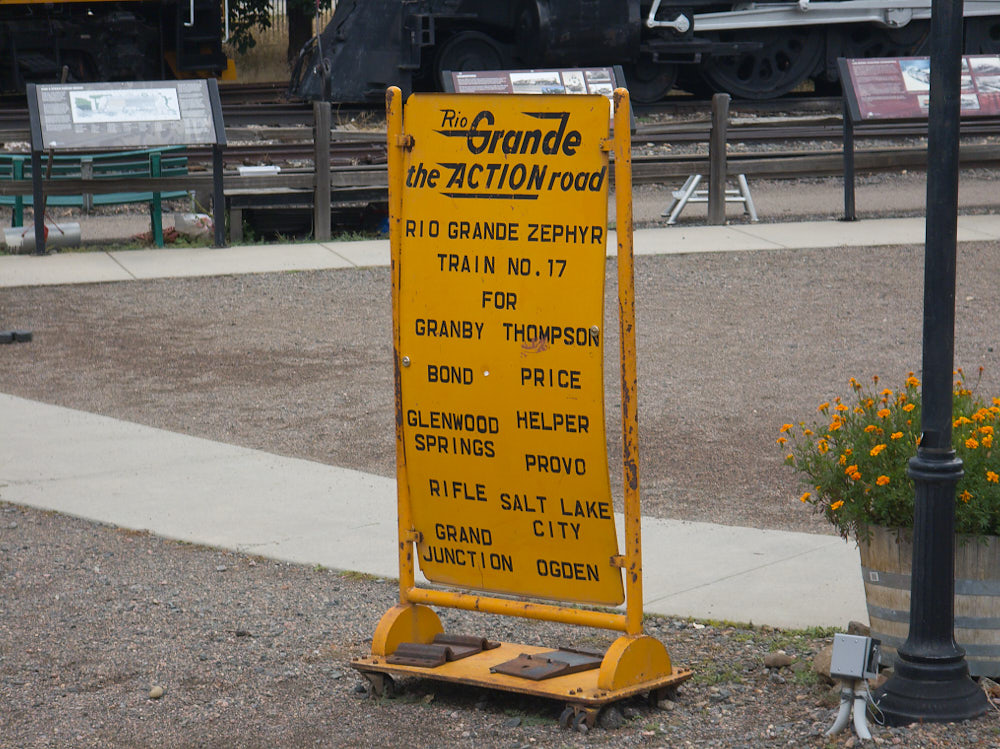 Rio Grande
the ACTION road
RIO GRANDE ZEPHYR
TRAIN NO. 17
FOR
GRANBY THOMPSON
BOND PRICE
GLENWOOD SPRINGS HELPER
PROVO
RIFLE SALT LAKE CITY
GRAND JUNCTION OGDEN